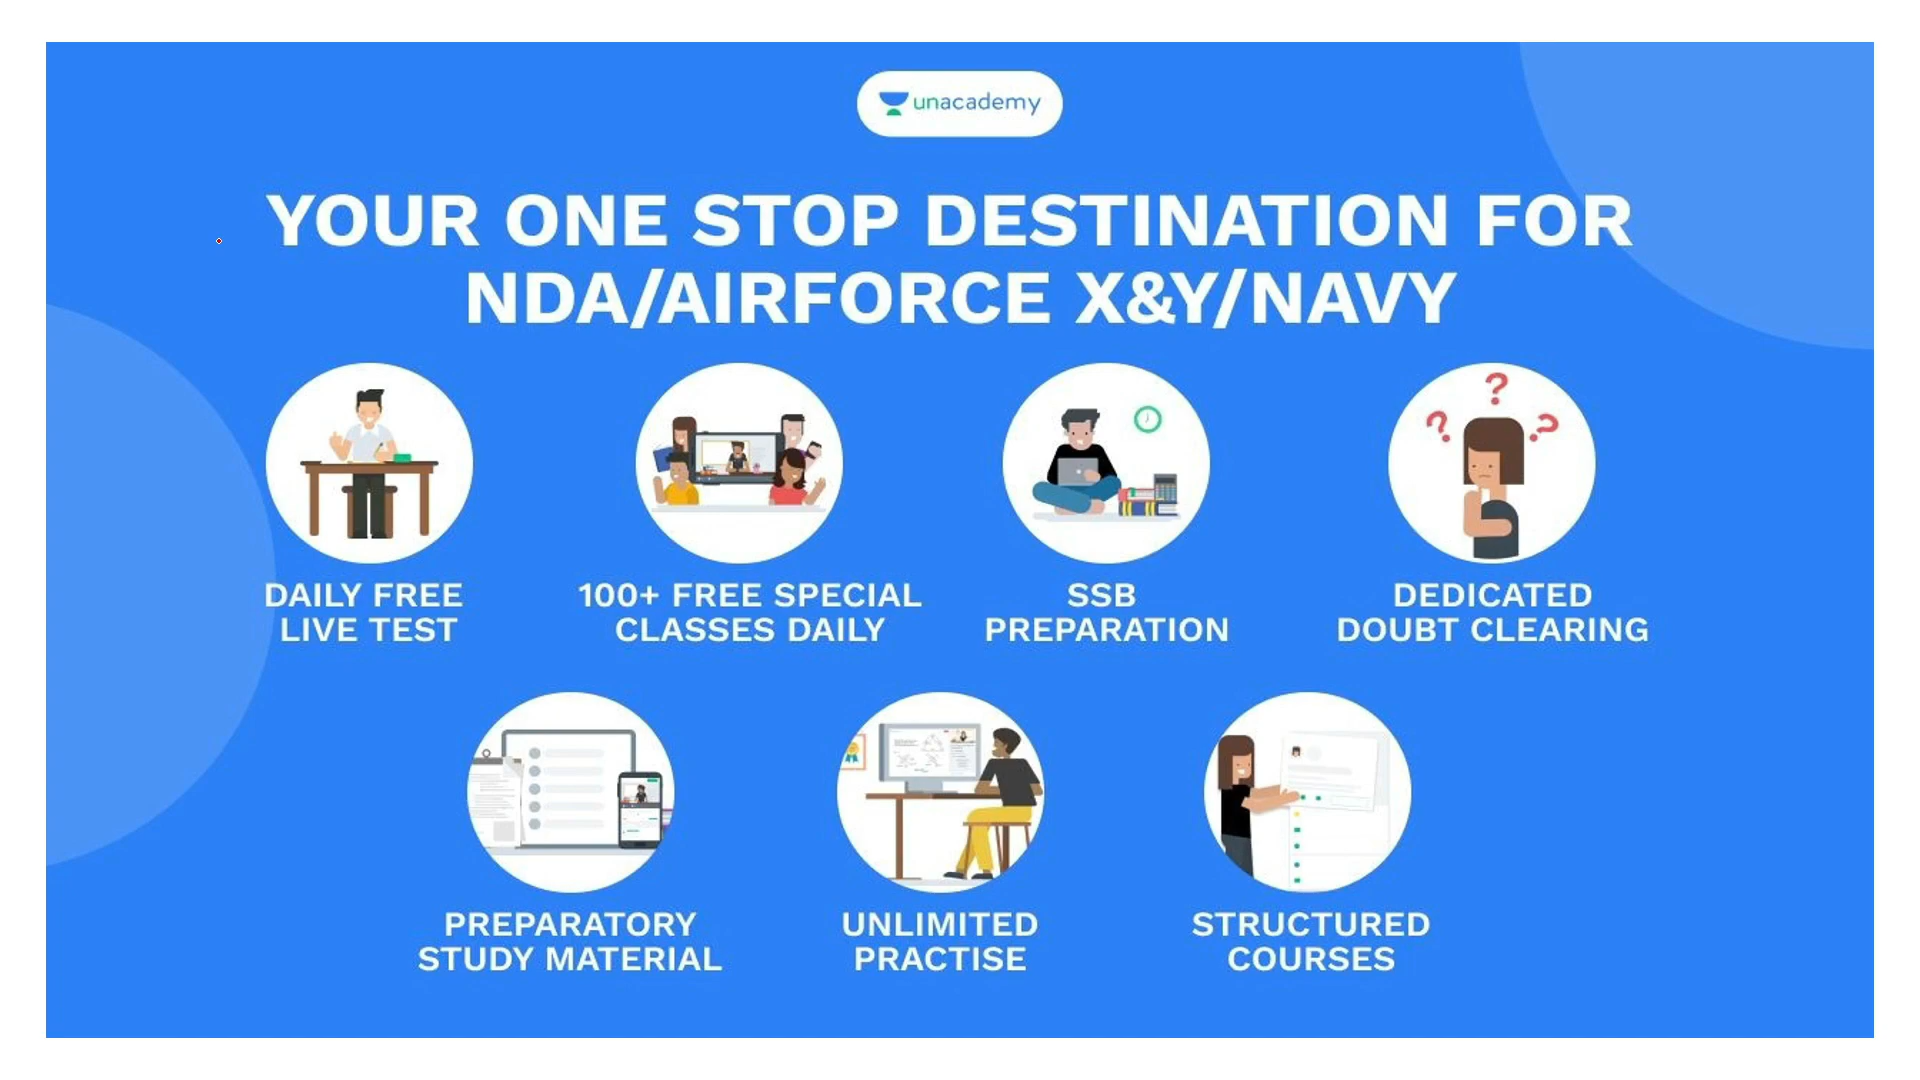 unacademy
YOUR ONE STOP DESTINATION FOR
NDA/AIRFORCE X&Y/NAVY
DAILY FREE
LIVE TEST
100+ FREE SPECIAL
CLASSES DAILY
SSB
PREPARATION
DEDICATED
DOUBT CLEARING
PREPARATORY
STUDY MATERIAL
UNLIMITED
PRACTISE
STRUCTURED
COURSES